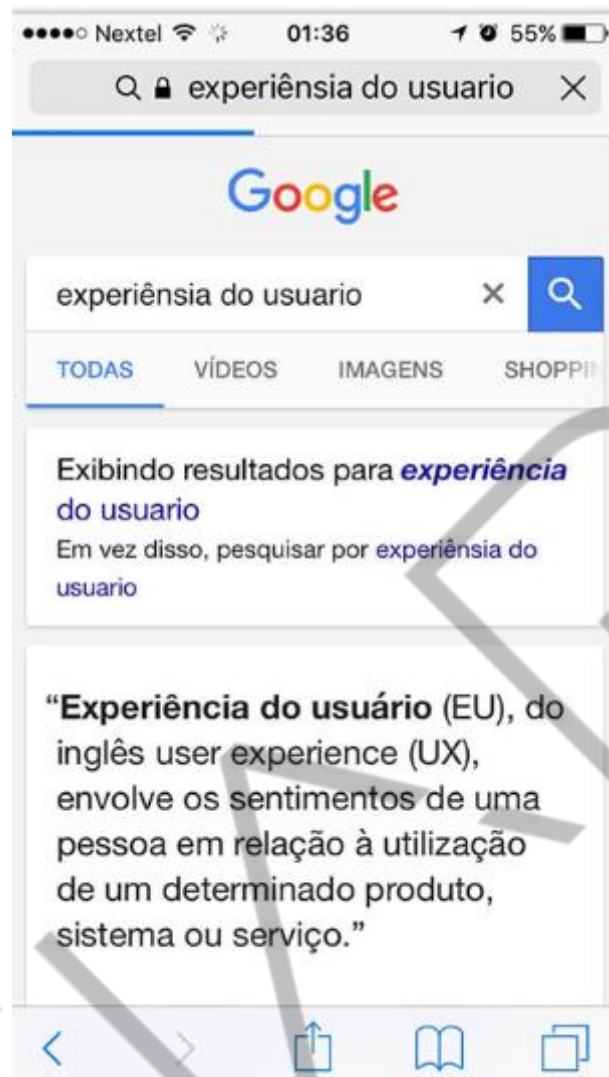 Nextel 01:36 55%
experiênsia do usuario
Google
experiênsia do usuario
TODAS VÍDEOS IMAGENS SHOPPIN
Exibindo resultados para experiência
do usuario
Em vez disso, pesquisar por experiênsia do
usuario
“Experiência do usuário (EU), do
inglês user experience (UX),
envolve os sentimentos de uma
pessoa em relação à utilização
de um determinado produto,
sistema ou serviço.”